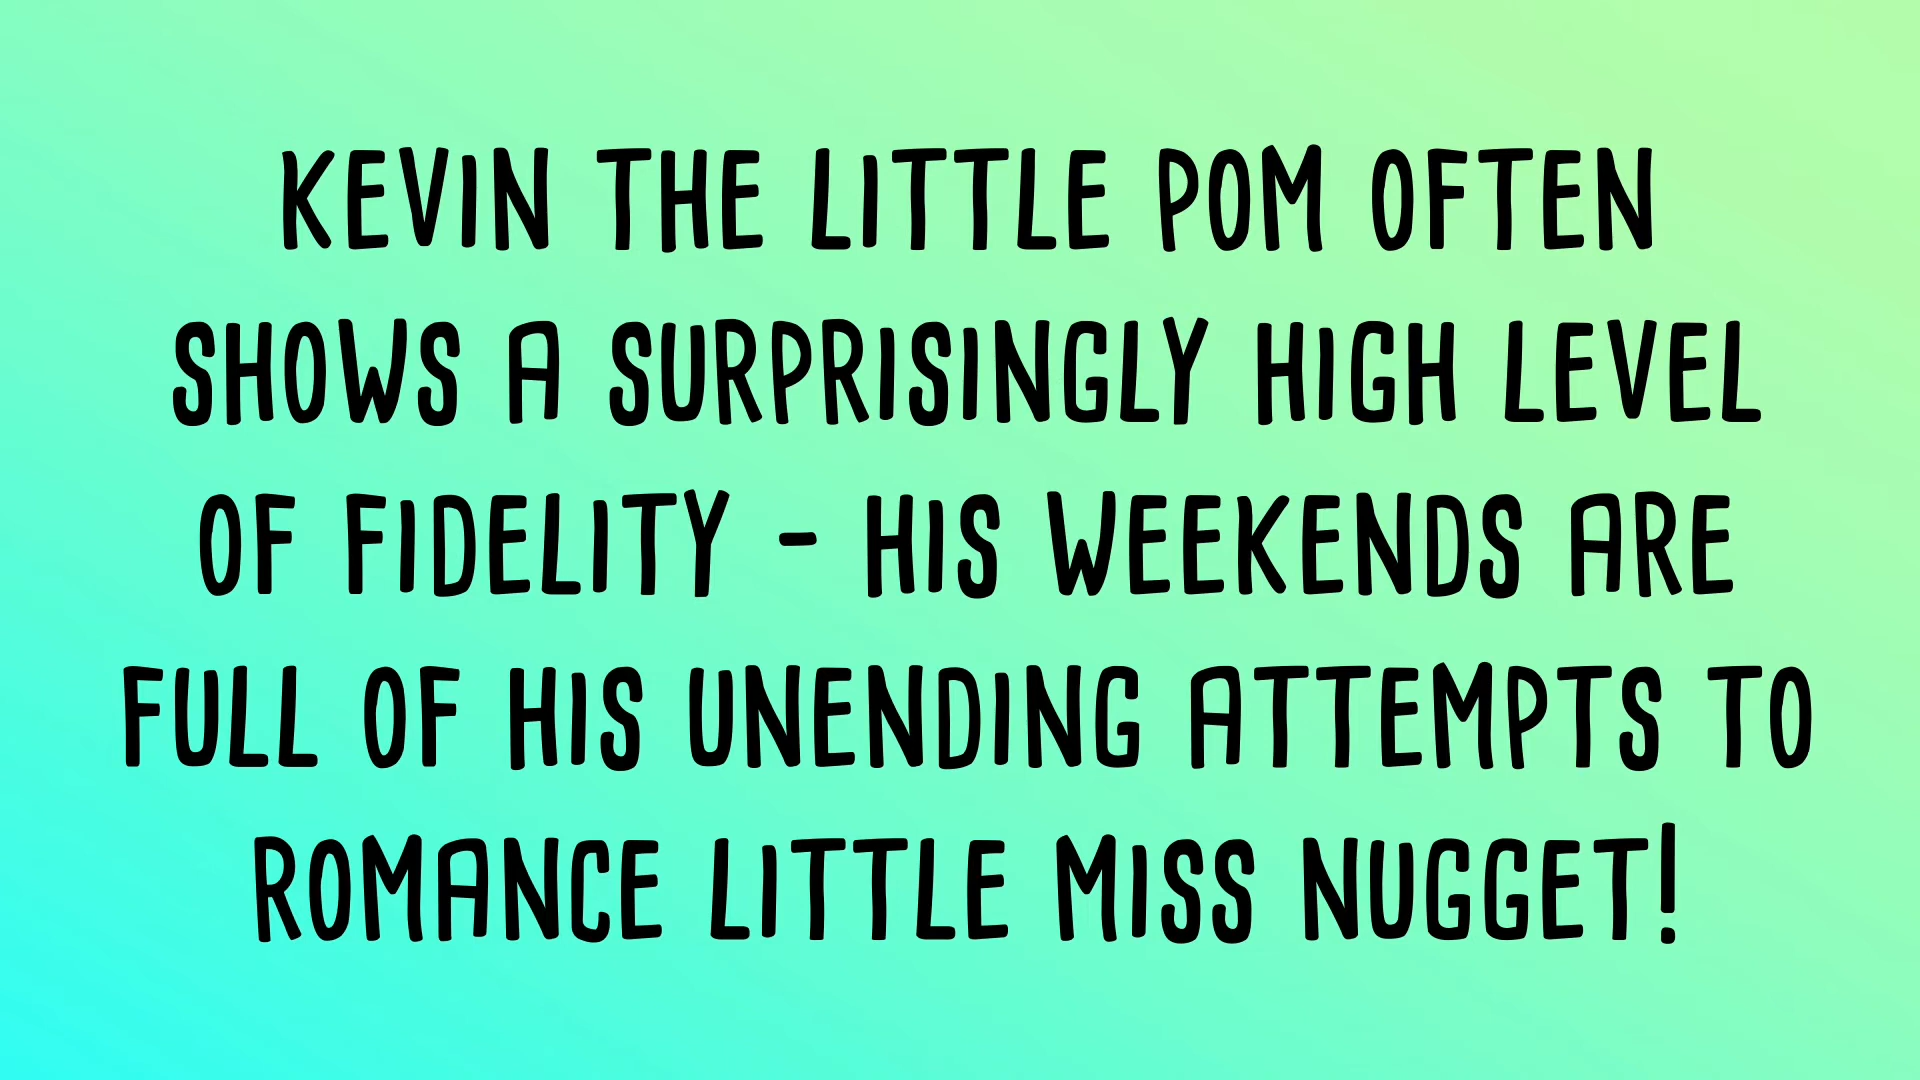 KEVIN THE LITTLE POM OFTEN
SHOWS A SURPRISINGLY HIGH LEVEL
OF FIDELITY - HIS WEEKENDS ARE
FULL OF HIS UNENDING ATTEMPTS TO
ROMANCE LITTLE MISS NUGGET!